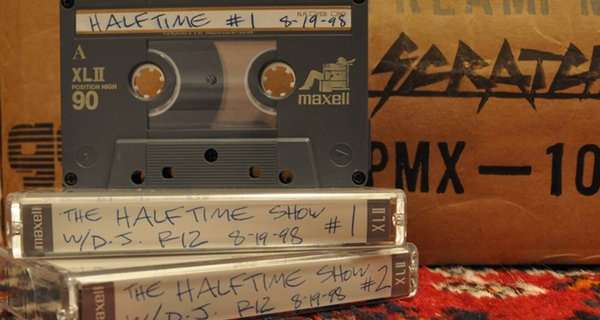 HALFTIME #1 8-19-98
A
XLII
POSITION HIGH
90
maxell
SCRATCH
PMX-10
maxell
THE HALFTIME SHOW
W/D.J. RIZ 8-19-98 #1
XLII
maxell
THE HALFTIME SHOW
W/D.J. RIZ 8-19-98 #2
XLII